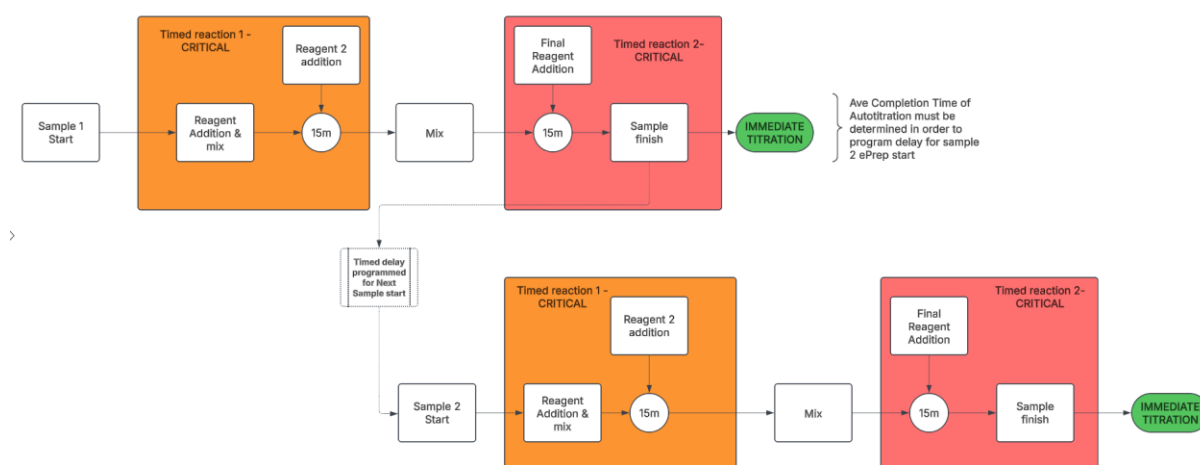 Timed reaction 1 -
CRITICAL
Reagent 2
addition
Sample 1
Start
Reagent
Addition &
mix
15m
Mix
Final
Reagent
Addition
Timed reaction 2-
CRITICAL
15m
Sample
finish
IMMEDIATE
TITRATION
Ave Completion Time of
Autotitration must be
determined in order to
program delay for sample
2 ePrep start
Timed delay
programmed
for Next
Sample start
Timed reaction 1 -
CRITICAL
Reagent 2
addition
Sample 2
Start
Reagent
Addition &
mix
15m
Mix
Final
Reagent
Addition
Timed reaction 2-
CRITICAL
15m
Sample
finish
IMMEDIATE
TITRATION